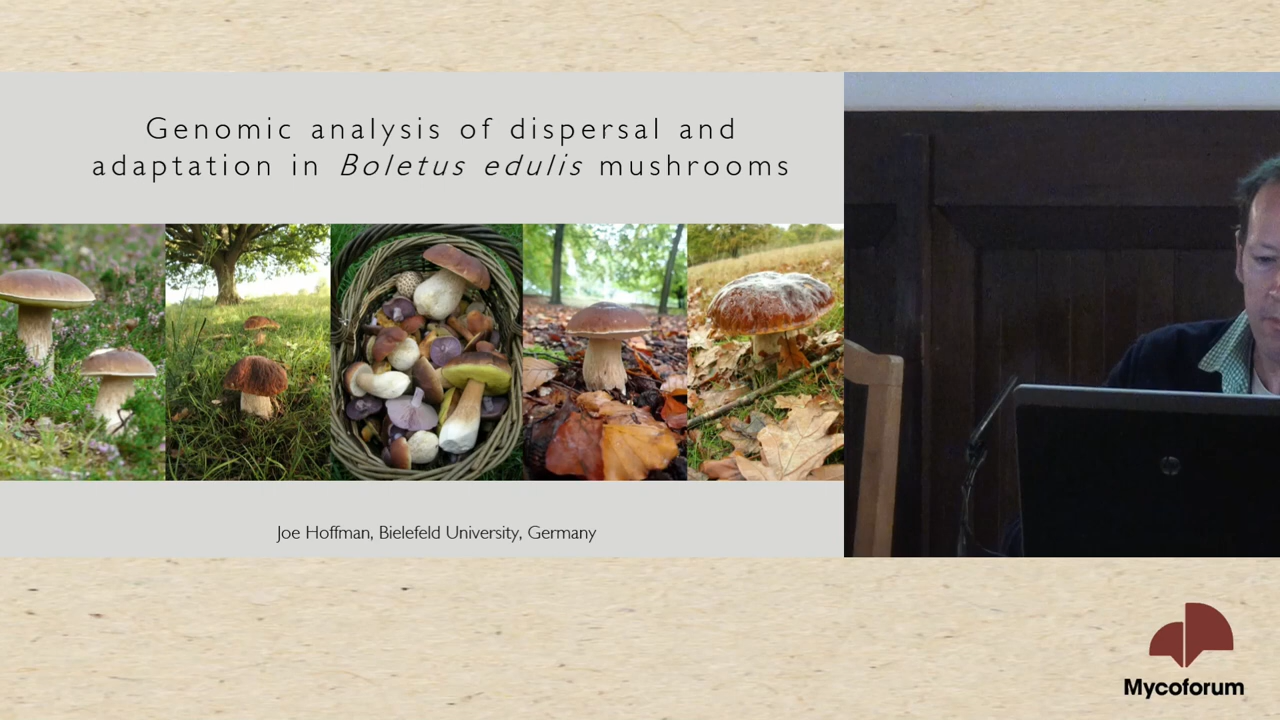 Genomic analysis of dispersal and
adaptation in Boletus edulis mushrooms
Joe Hoffman, Bielefeld University, Germany
Mycoforum